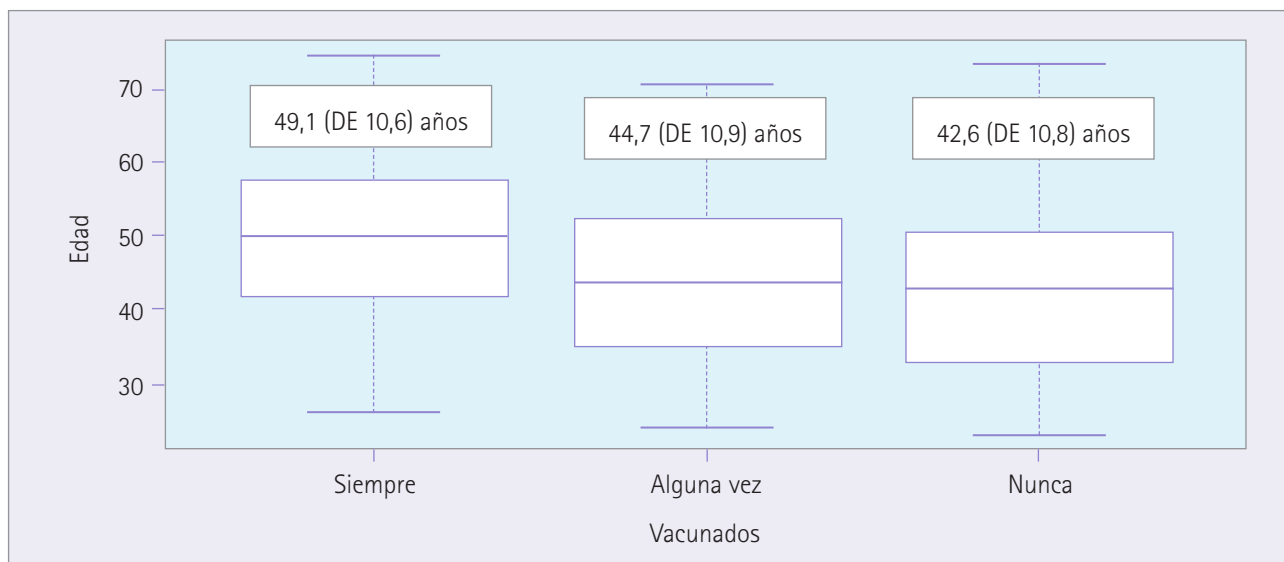 70
60
50
40
30
Edad
49,1 (DE 10,6) años
44,7 (DE 10,9) años
42,6 (DE 10,8) años
Siempre
Alguna vez
Nunca
Vacunados